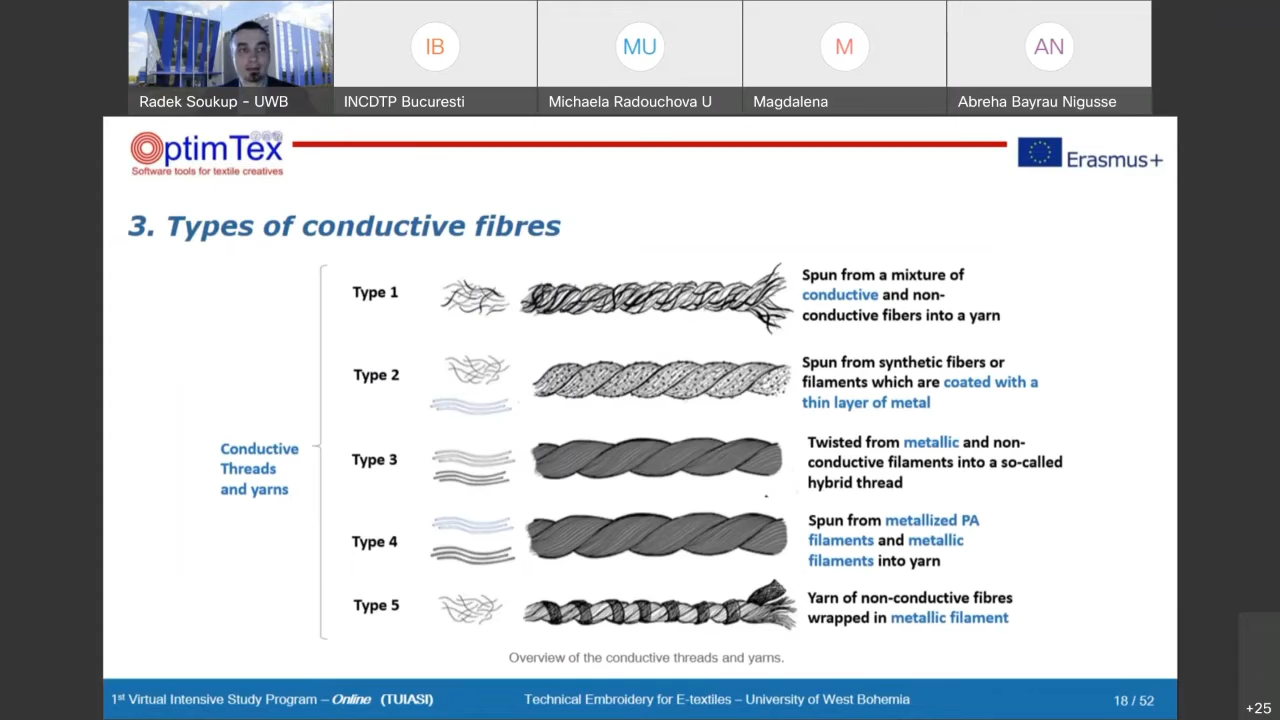 IB
MU
M
AN
Radek Soukup - UWB
INCDTP Bucuresti
Michaela Radouchova U
Magdalena
Abreha Bayrau Nigusse
OptimTex
Software tools for textile creatives
Erasmus+
3. Types of conductive fibres
Conductive
Threads
and yarns
Type 1
Spun from a mixture of
conductive and non-
conductive fibers into a yarn
Type 2
Spun from synthetic fibers or
filaments which are coated with a
thin layer of metal
Type 3
Twisted from metallic and non-
conductive filaments into a so-called
hybrid thread
Type 4
Spun from metallized PA
filaments and metallic
filaments into yarn
Type 5
Yarn of non-conductive fibres
wrapped in metallic filament
Overview of the conductive threads and yarns.
1st Virtual Intensive Study Program – Online (TUIASI)
Technical Embroidery for E-textiles – University of West Bohemia
18 / 52
+25